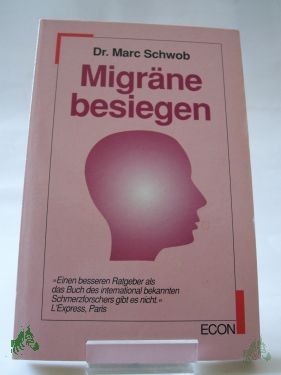 Dr. Marc Schwob
Migräne
besiegen
»Einen besseren Ratgeber als
das Buch des international bekannten
Schmerzforschers gibt es nicht.«
L'Express, Paris
ECON